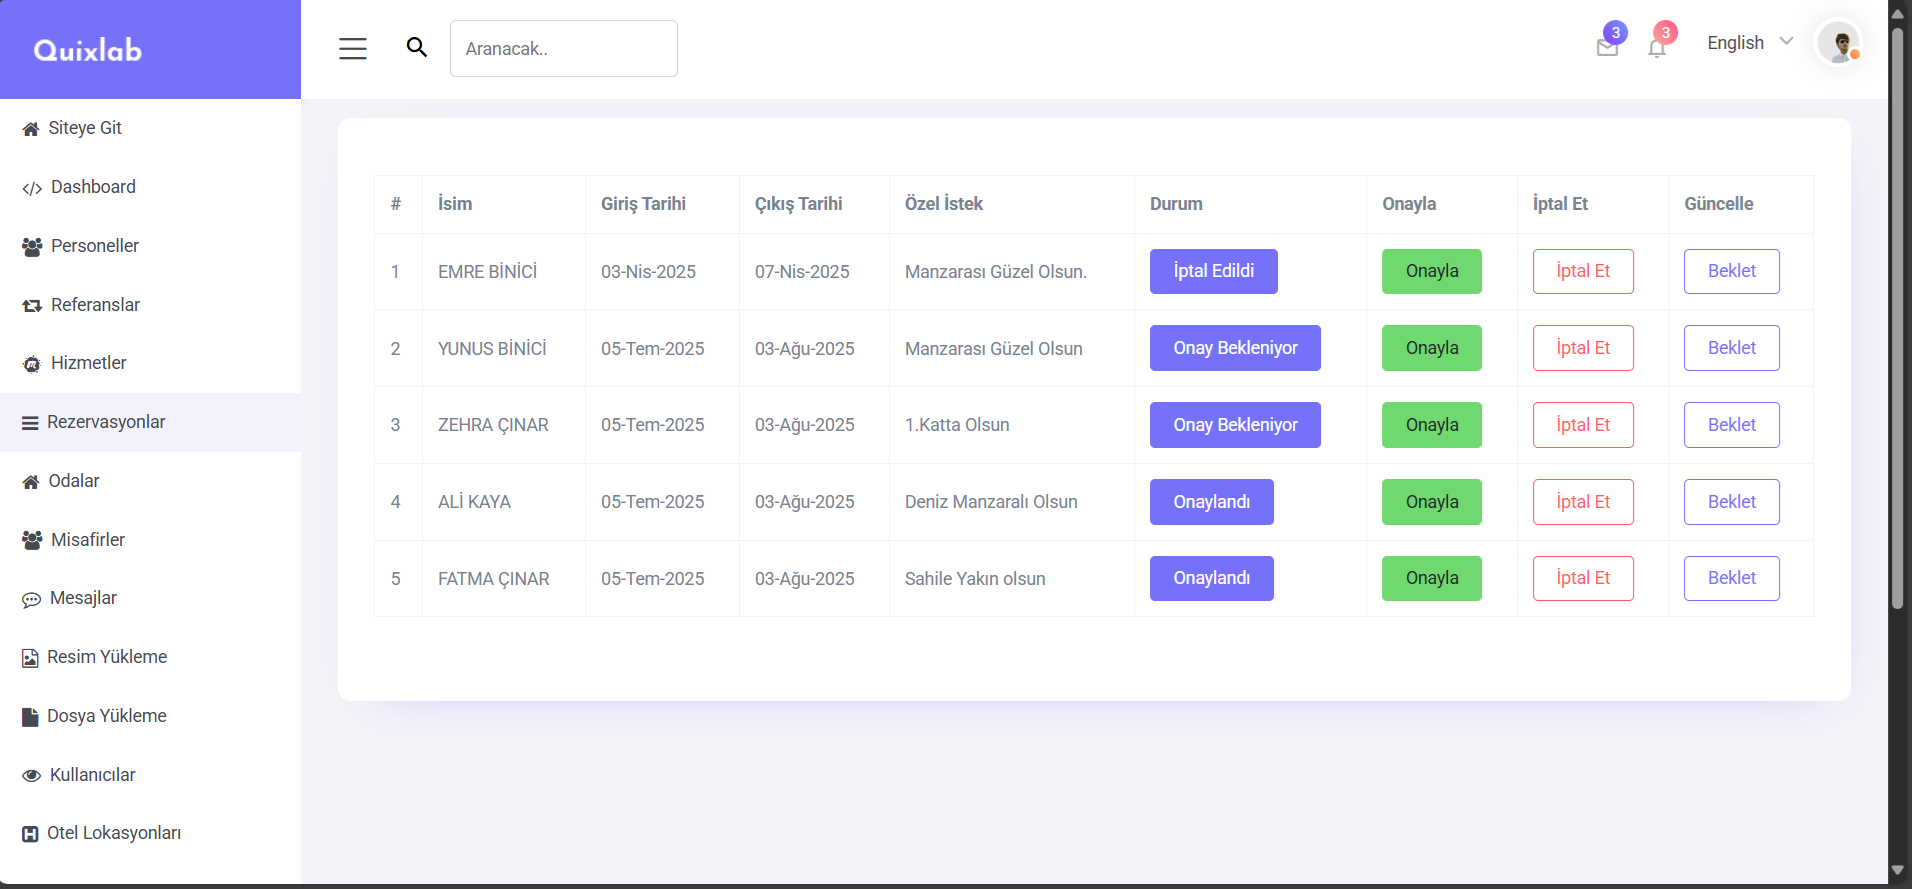 Quixlab
Aranacak..
3
3
English
Siteye Git
Dashboard
Personeller
Referanslar
Hizmetler
Rezervasyonlar
Odalar
Misafirler
Mesajlar
Resim Yükleme
Dosya Yükleme
Kullanıcılar
Otel Lokasyonları
# İsim Giriş Tarihi Çıkış Tarihi Özel İstek Durum Onayla İptal Et Güncelle
1 EMRE BİNİCİ 03-Nis-2025 07-Nis-2025 Manzarası Güzel Olsun. İptal Edildi Onayla İptal Et Beklet
2 YUNUS BİNİCİ 05-Tem-2025 03-Ağu-2025 Manzarası Güzel Olsun Onay Bekleniyor Onayla İptal Et Beklet
3 ZEHRA ÇINAR 05-Tem-2025 03-Ağu-2025 1.Katta Olsun Onay Bekleniyor Onayla İptal Et Beklet
4 ALİ KAYA 05-Tem-2025 03-Ağu-2025 Deniz Manzaralı Olsun Onaylandı Onayla İptal Et Beklet
5 FATMA ÇINAR 05-Tem-2025 03-Ağu-2025 Sahile Yakın olsun Onaylandı Onayla İptal Et Beklet